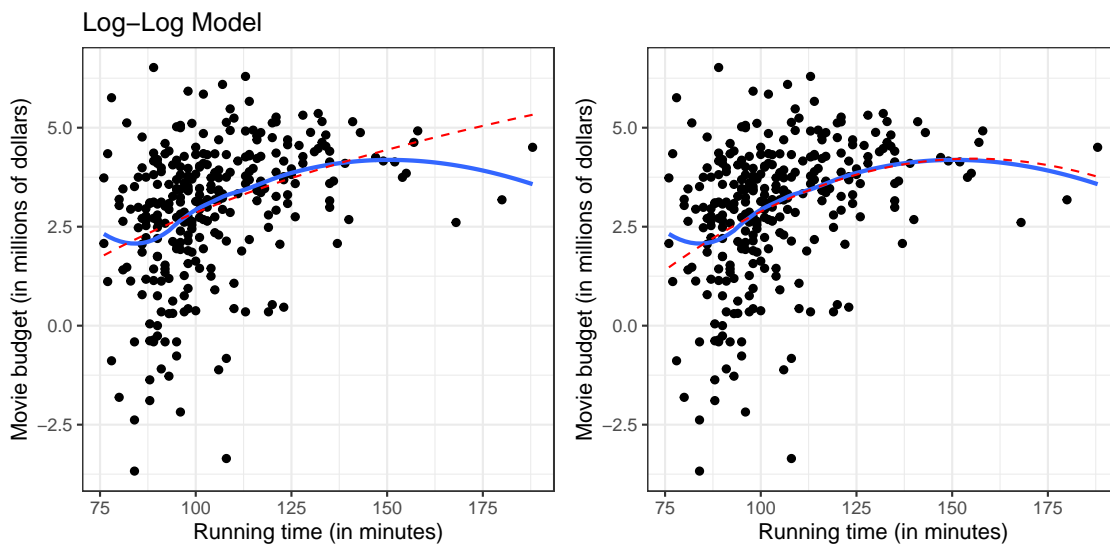 Log−Log Model
Movie budget (in millions of dollars)
5.0
2.5
0.0
−2.5
75 100 125 150 175
Running time (in minutes)
Movie budget (in millions of dollars)
5.0
2.5
0.0
−2.5
75 100 125 150 175
Running time (in minutes)